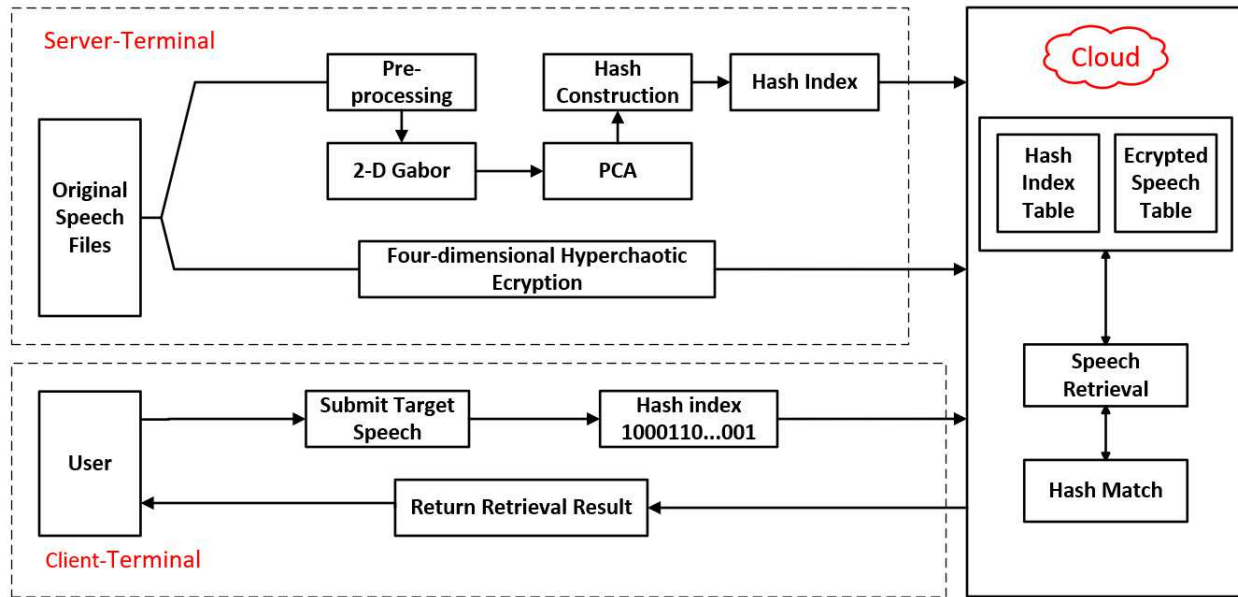 Server-Terminal
Cloud
Pre-
processing
Hash
Construction
Hash Index
Original
Speech
Files
2-D Gabor
PCA
Hash
Index
Table
Ecrypted
Speech
Table
Four-dimensional Hyperchaotic
Ecryption
Speech
Retrieval
User
Submit Target
Speech
Hash index
1000110...001
Return Retrieval Result
Hash Match
Client-Terminal